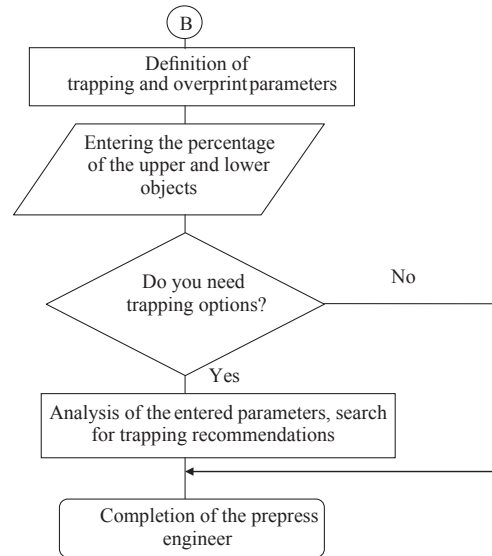 B
Definition of
trapping and overprint parameters
Entering the percentage
of the upper and lower
objects
Do you need
trapping options?
No
Yes
Analysis of the entered parameters, search
for trapping recommendations
Completion of the prepress
engineer